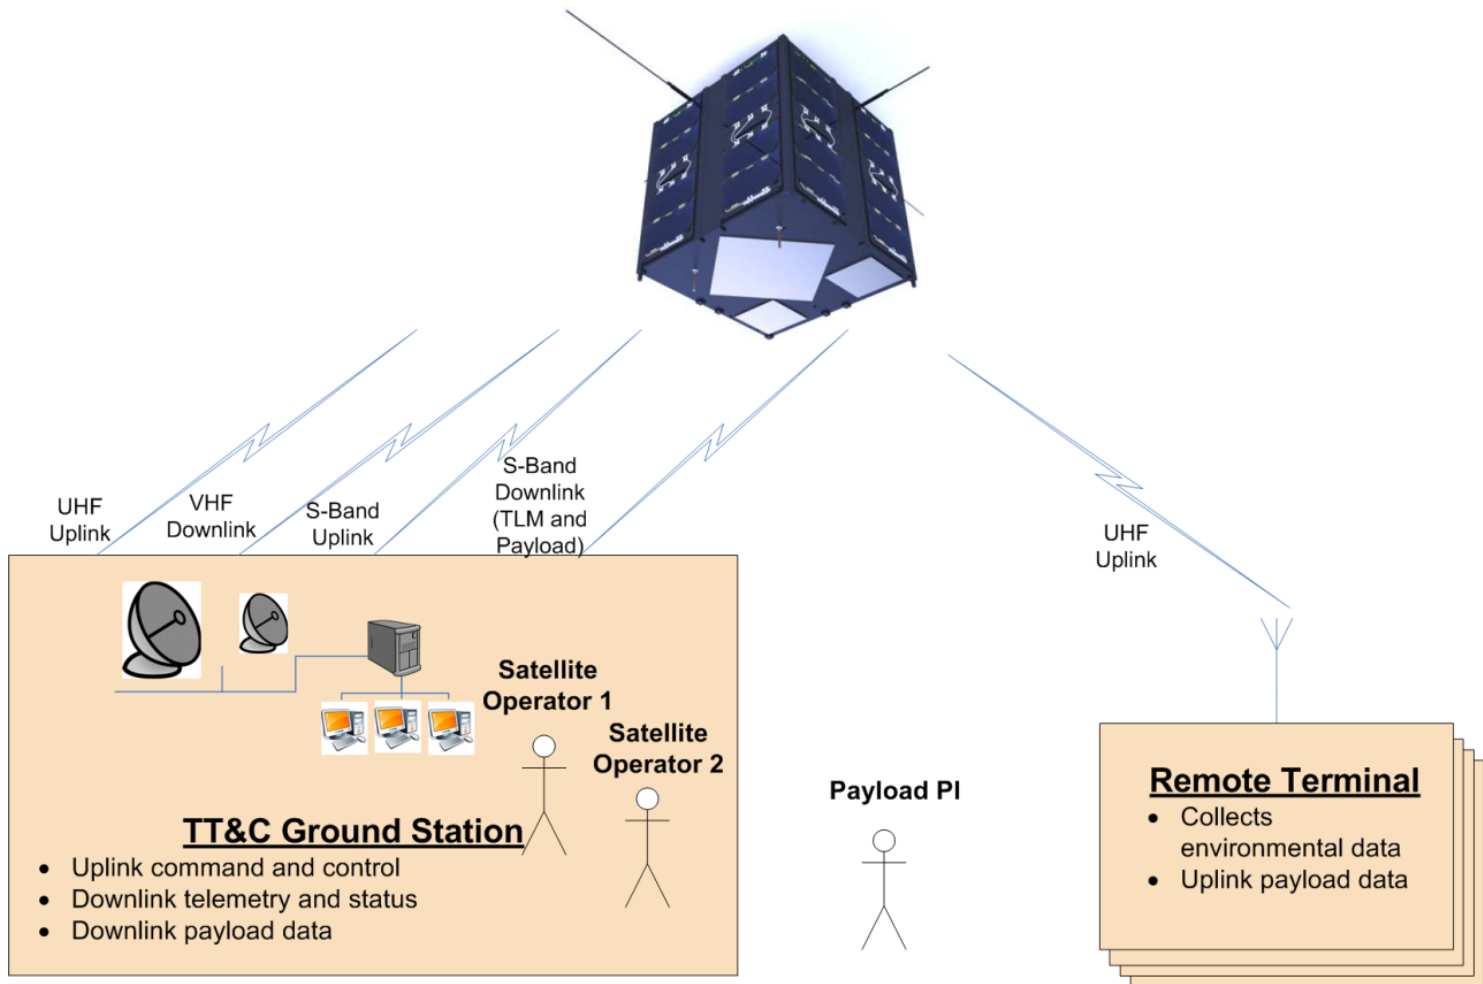 UHF
Uplink
VHF
Downlink
S-Band
Uplink
S-Band
Downlink
(TLM and
Payload)
UHF
Uplink
Satellite
Operator 1
Satellite
Operator 2
TT&C Ground Station
• Uplink command and control
• Downlink telemetry and status
• Downlink payload data
Payload PI
Remote Terminal
• Collects
environmental data
• Uplink payload data